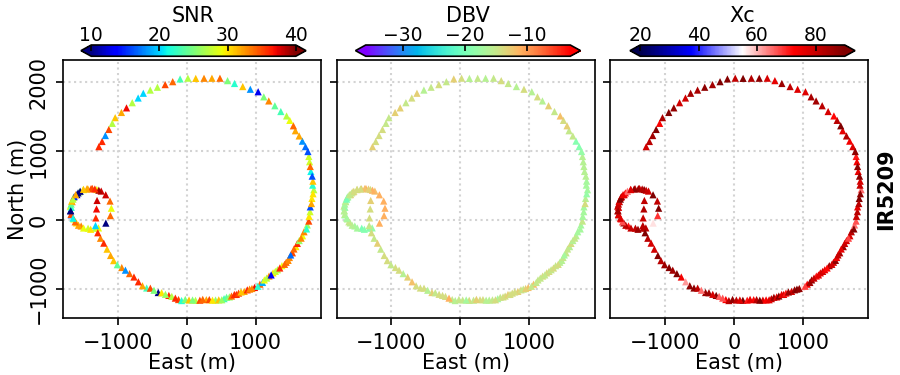 SNR DBV Xc
10 20 30 40 −30 −20 −10 20 40 60 80
2000
1000
0
−1000
North (m)
IR5209
−1000 0 1000 −1000 0 1000 −1000 0 1000
East (m) East (m) East (m)